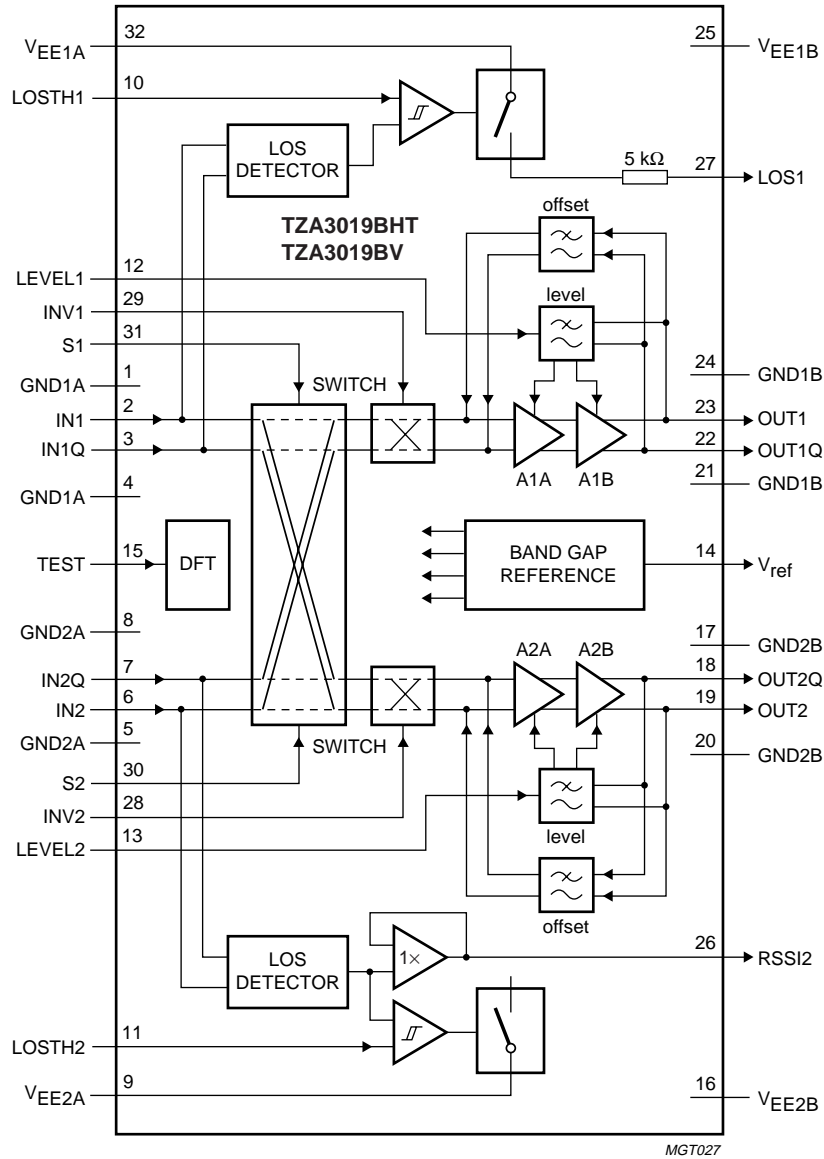 VEE1A 32 25 VEE1B
LOSTH1 10
LOS DETECTOR
5 kΩ 27 LOS1
TZA3019BHT
TZA3019BV
offset
LEVEL1 12
level
INV1 29
S1 31
SWITCH
GND1A 1 24 GND1B
IN1 2 23 OUT1
IN1Q 3 22 OUT1Q
A1A A1B
GND1A 4 21 GND1B
TEST 15 DFT
BAND GAP REFERENCE 14 Vref
GND2A 8 17 GND2B
A2A A2B
IN2Q 7 18 OUT2Q
IN2 6 19 OUT2
GND2A 5 20 GND2B
SWITCH
S2 30
INV2 28
LEVEL2 13
level
offset
LOS DETECTOR
1× 26 RSSI2
LOSTH2 11
VEE2A 9 16 VEE2B
MGT027